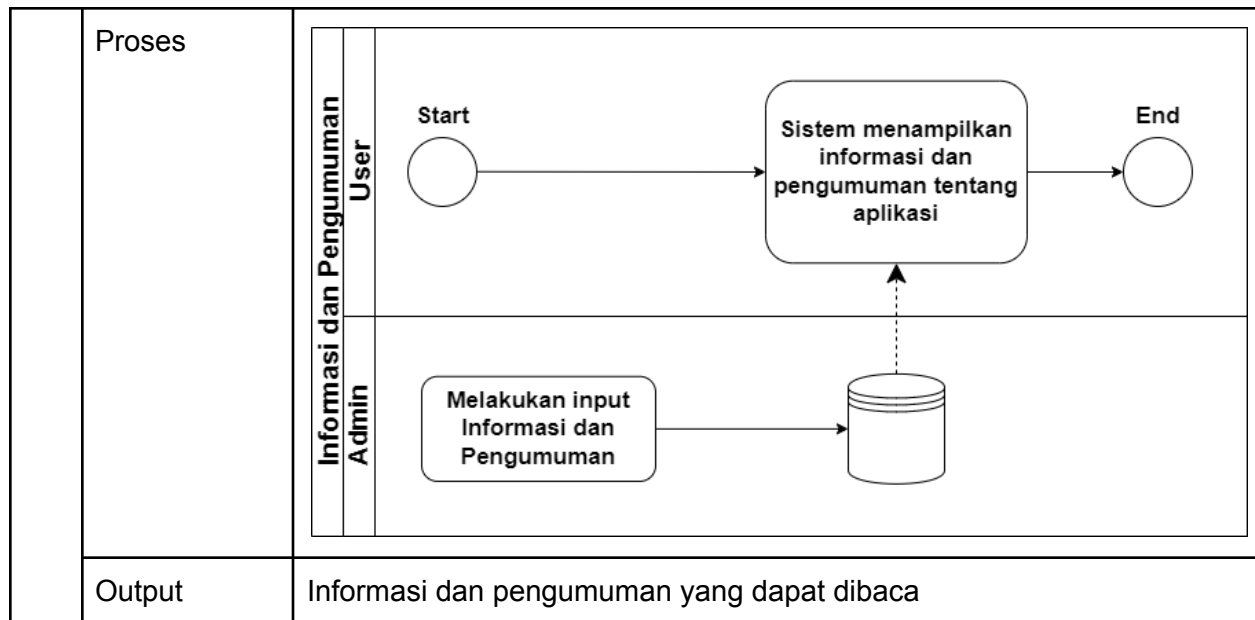 Proses
Informasi dan Pengumuman
User
Start
Sistem menampilkan
informasi dan
pengumuman tentang
aplikasi
End
Admin
Melakukan input
Informasi dan
Pengumuman
Output
Informasi dan pengumuman yang dapat dibaca